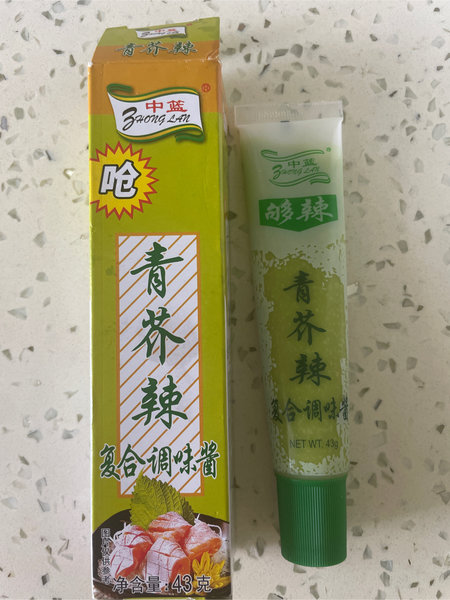 青芥辣
中蓝
ZHONG LAN
®
呛
青芥辣
复合调味酱
净含量:43克
中蓝
ZHONG LAN
®
够辣
青芥辣
复合调味酱
NET WT. 43g